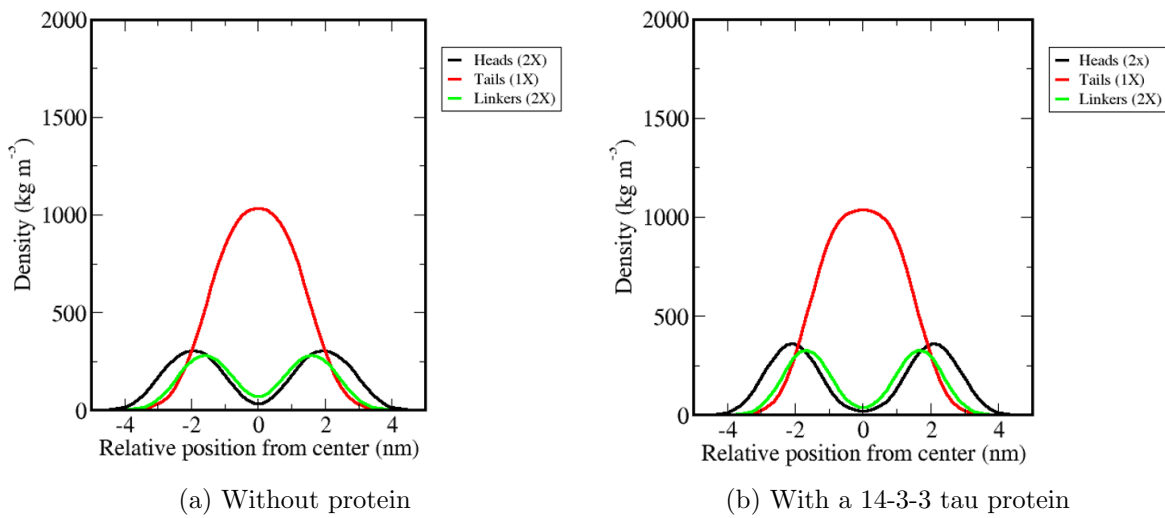 2000
1500
1000
500
0
Density (kg m⁻³)
-4 -2 0 2 4
Relative position from center (nm)
Heads (2X)
Tails (1X)
Linkers (2X)
(a) Without protein
2000
1500
1000
500
0
Density (kg m⁻³)
-4 -2 0 2 4
Relative position from center (nm)
Heads (2x)
Tails (1X)
Linkers (2X)
(b) With a 14-3-3 tau protein